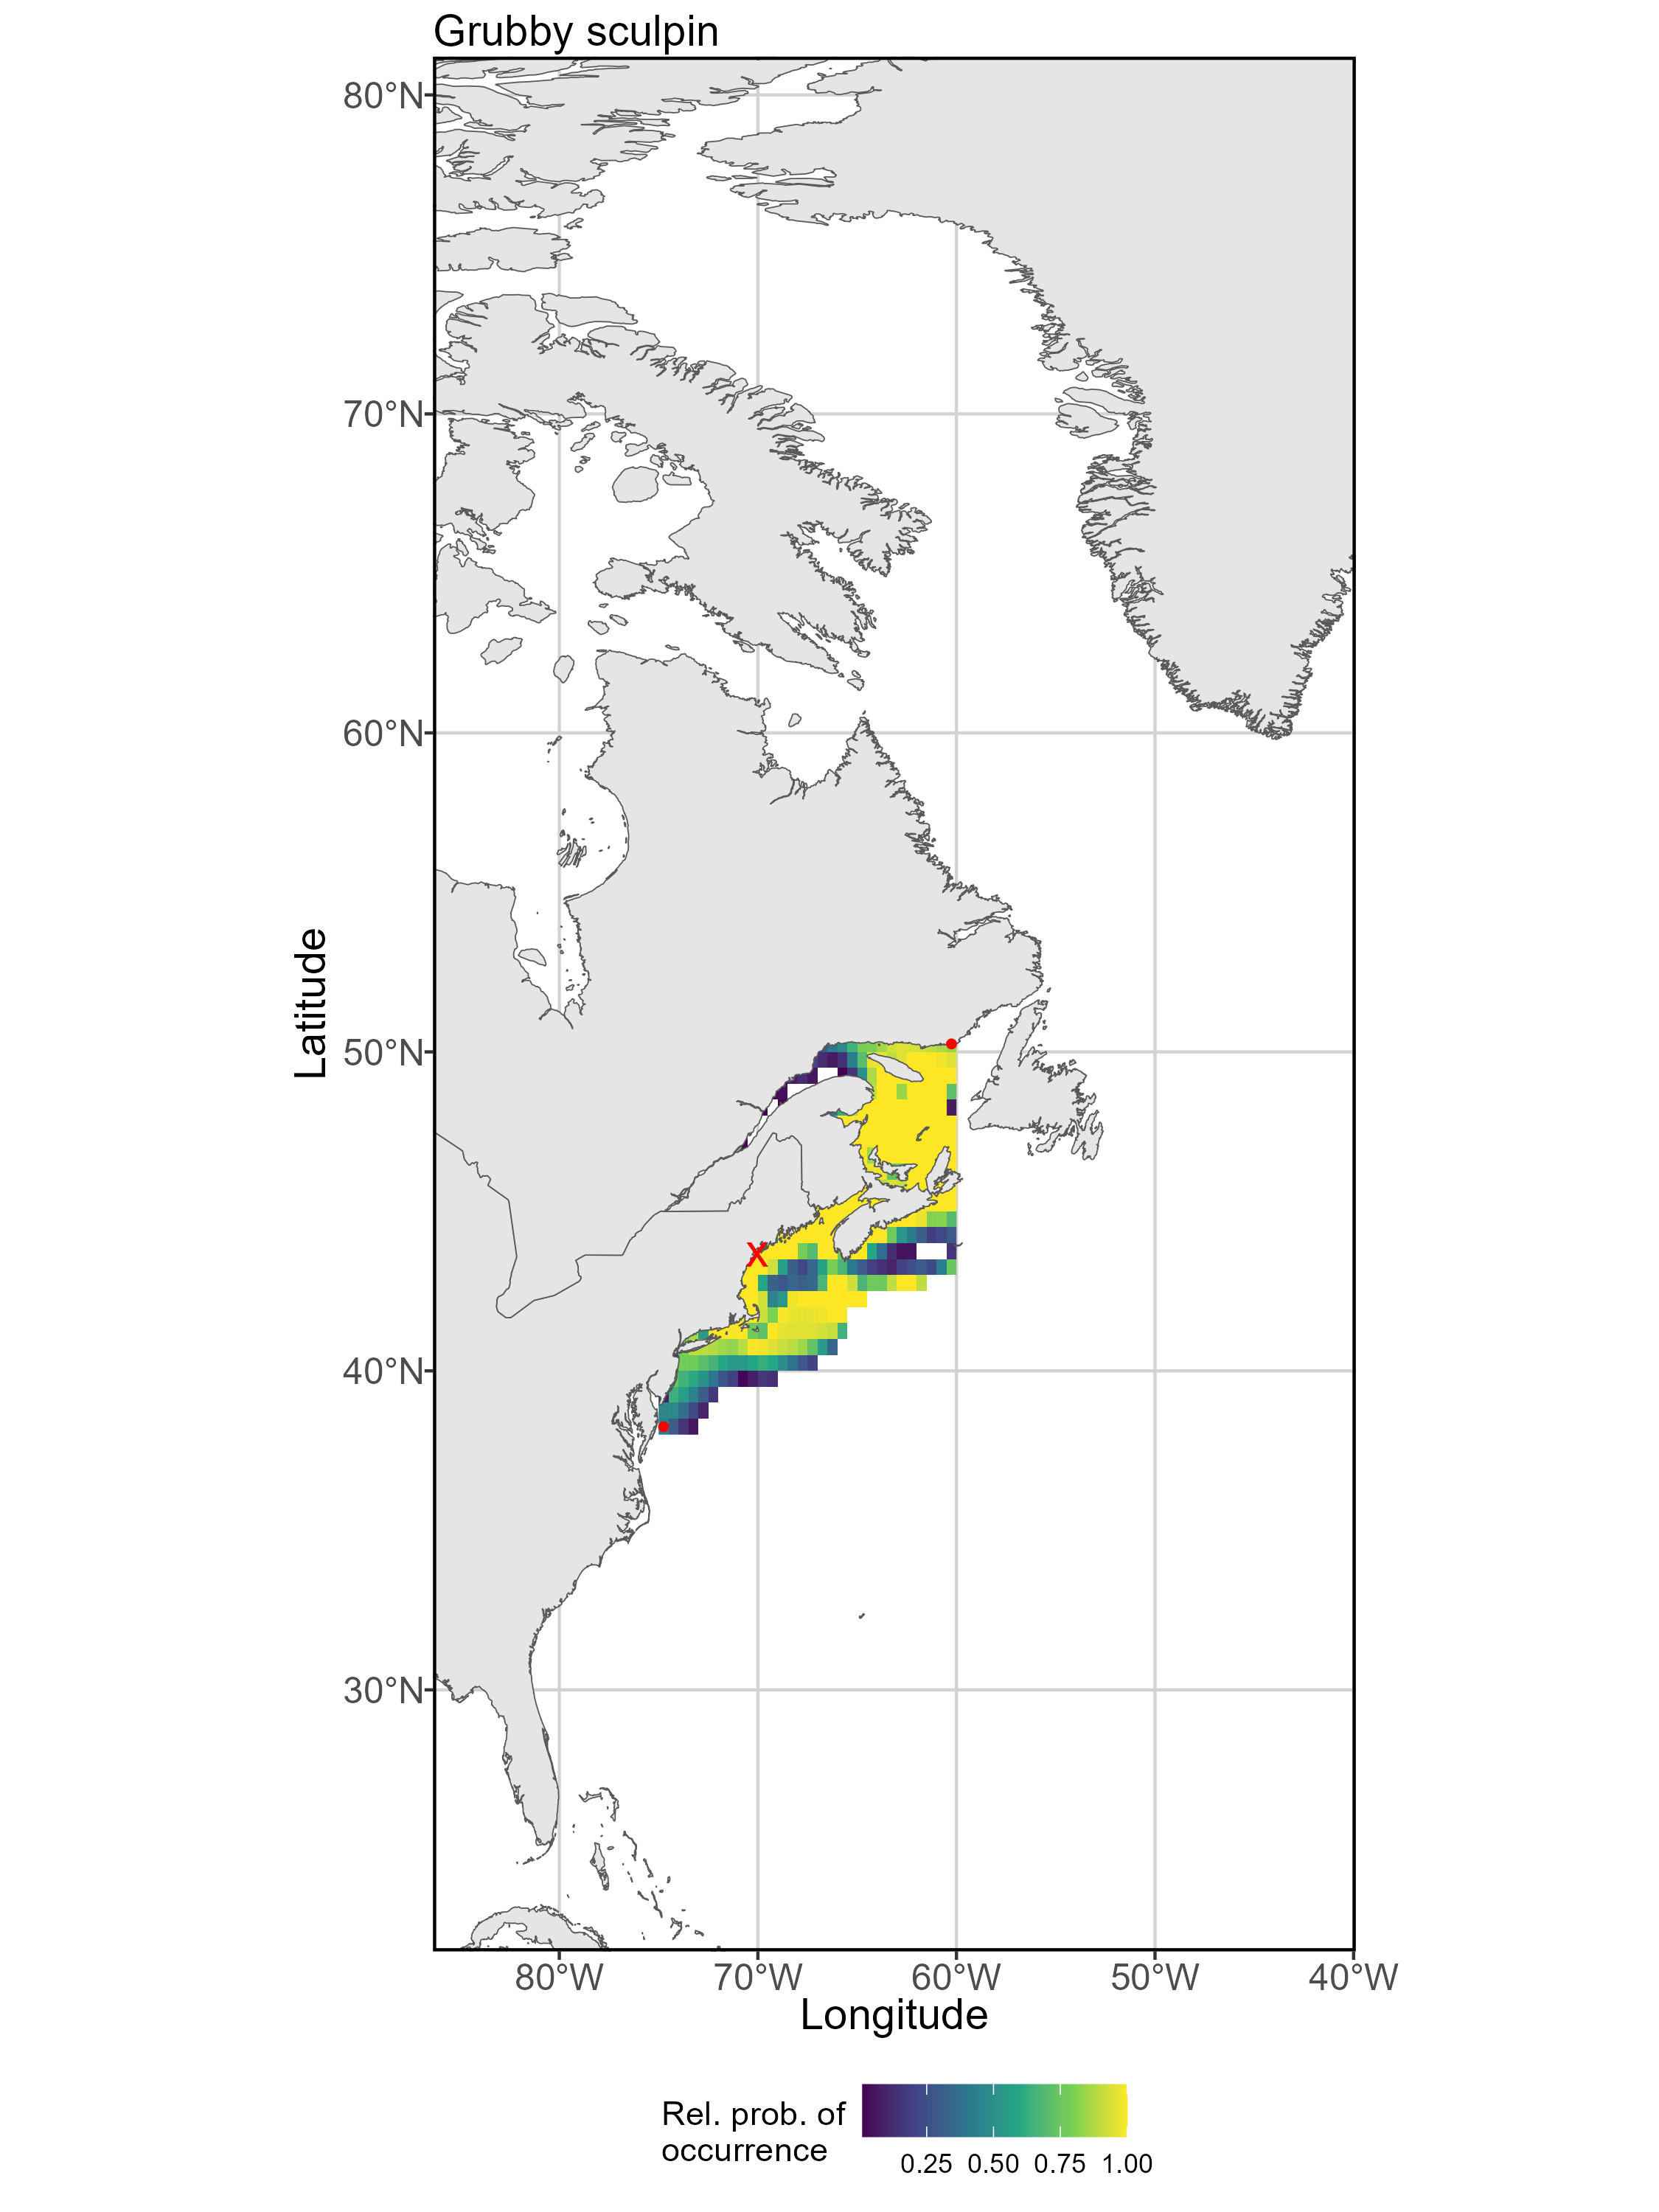 Grubby sculpin
80°N
70°N
60°N
50°N
40°N
30°N
Latitude
X
80°W 70°W 60°W 50°W 40°W
Longitude
Rel. prob. of
occurrence
0.25 0.50 0.75 1.00